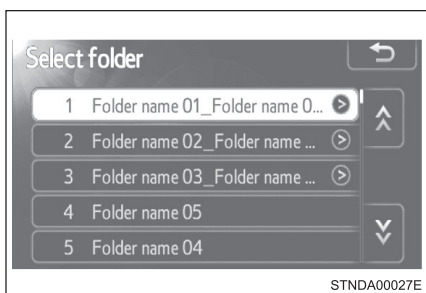 Select folder
1 Folder name 01_Folder name 0...
2 Folder name 02_Folder name ...
3 Folder name 03_Folder name ...
4 Folder name 05
5 Folder name 04
STNDA00027E